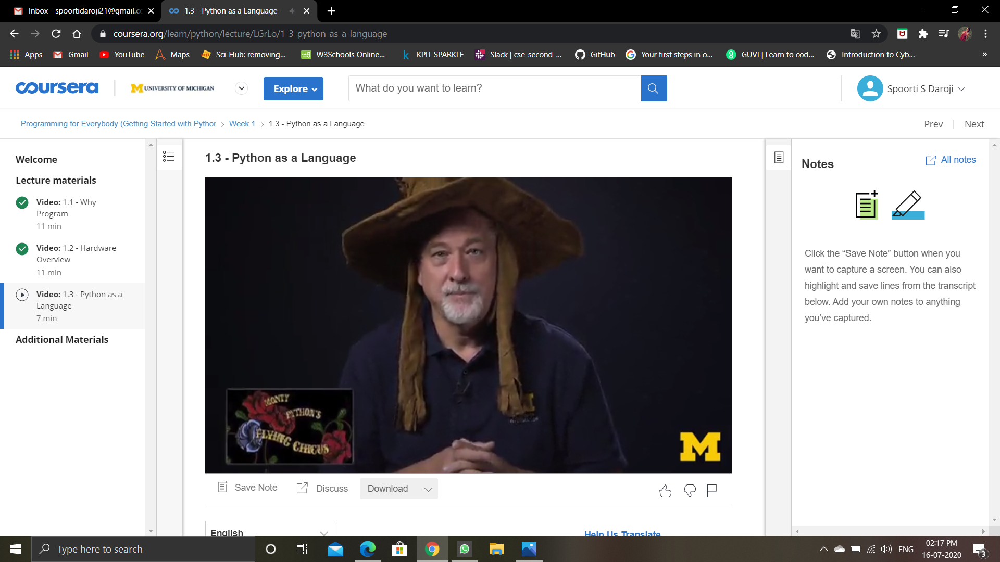 Inbox - spoortidaroji21@gmail.co
1.3 - Python as a Language -
coursera.org/learn/python/lecture/LGrLo/1-3-python-as-a-language
Apps
Gmail
YouTube
Maps
Sci-Hub: removing...
W3Schools Online...
KPIT SPARKLE
Slack | cse_second_...
GitHub
Your first steps in o...
GUVI | Learn to cod...
Introduction to Cyb...
»
coursera
M UNIVERSITY OF MICHIGAN
Explore
What do you want to learn?
Spoorti S Daroji
Programming for Everybody (Getting Started with Python
Week 1
1.3 - Python as a Language
Prev | Next
Welcome
Lecture materials
Video: 1.1 - Why
Program
11 min
Video: 1.2 - Hardware
Overview
11 min
Video: 1.3 - Python as a
Language
7 min
Additional Materials
1.3 - Python as a Language
MONTY
PYTHON'S
FLYING CIRCUS
M
Save Note
Discuss
Download
English
Help Us Translate
Notes
All notes
Click the “Save Note” button when you
want to capture a screen. You can also
highlight and save lines from the transcript
below. Add your own notes to anything
you’ve captured.
Type here to search
ENG
02:17 PM
16-07-2020
3